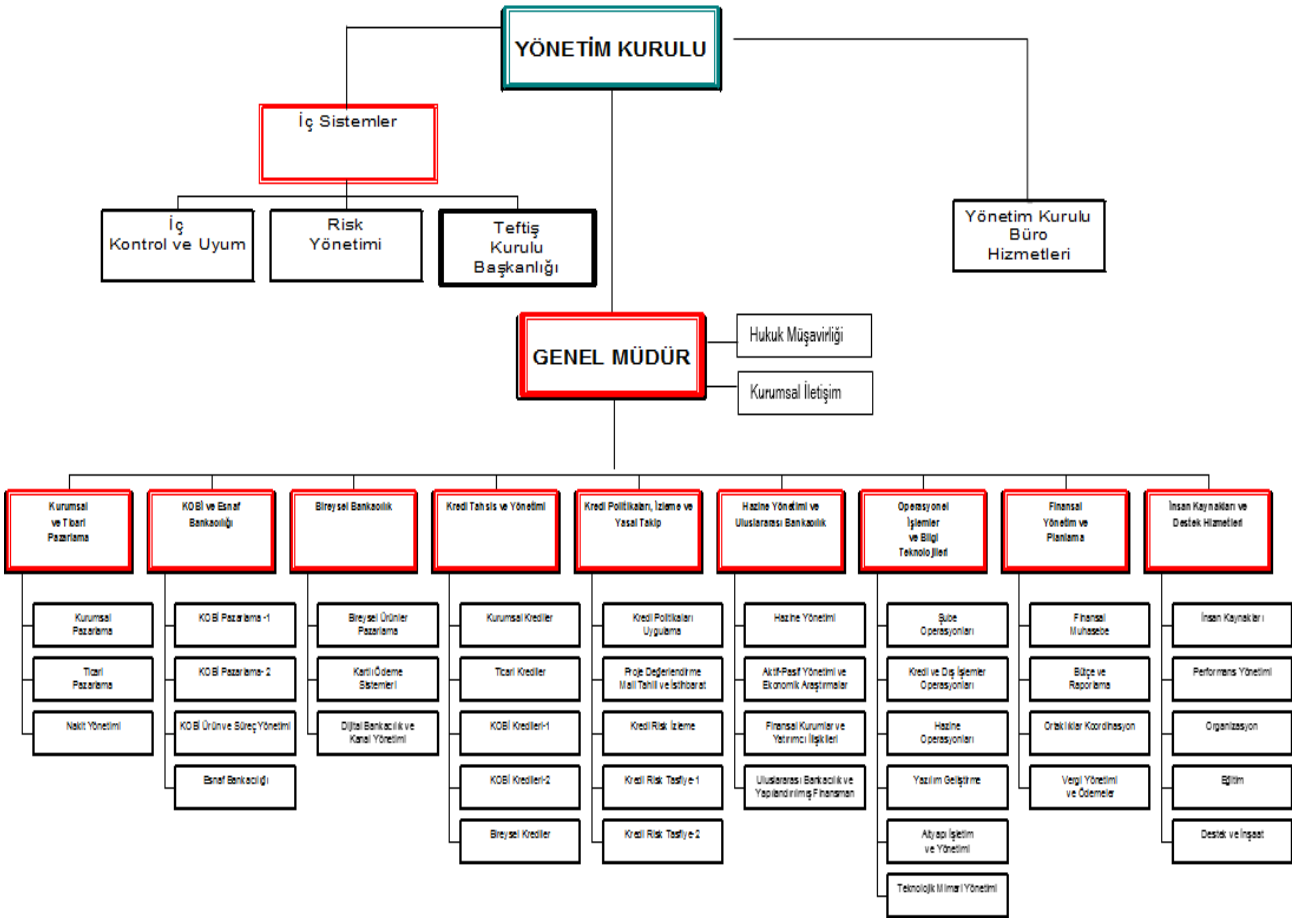 YÖNETİM KURULU
İç Sistemler
İç
Kontrol ve Uyum
Risk
Yönetimi
Teftiş
Kurulu
Başkanlığı
Yönetim Kurulu
Büro
Hizmetleri
GENEL MÜDÜR
Hukuk Müşavirliği
Kurumsal İletişim
Kurumsal
ve Ticari
Pazarlama
KOBİ ve Esnaf
Bankacılığı
Bireysel Bankacılık
Kredi Tahsis ve Yönetimi
Kredi Politikaları, İzleme ve
Yasal Takip
Hazine Yönetimi ve
Uluslararası Bankacılık
Operasyonel
İşlemler
ve Bilgi
Teknolojileri
Finansal
Yönetim ve
Planlama
İnsan Kaynakları ve
Destek Hizmetleri
Kurumsal
Pazarlama
Ticari
Pazarlama
Nakit Yönetimi
KOBİ Pazarlama -1
KOBİ Pazarlama- 2
KOBİ Ürün ve Süreç Yönetimi
Esnaf Bankacılığı
Bireysel Ürünler
Pazarlama
Kartlı Ödeme
Sistemleri
Dijital Bankacılık ve
Kanal Yönetimi
Kurumsal Krediler
Ticari Krediler
KOBİ Kredileri-1
KOBİ Kredileri-2
Bireysel Krediler
Kredi Politikaları
Uygulama
Proje Değerlendirme
Mali Tahlil ve İstihbarat
Kredi Risk İzleme
Kredi Risk Tasfiye-1
Kredi Risk Tasfiye-2
Hazine Yönetimi
Aktif-Pasif Yönetimi ve
Ekonomik Araştırmalar
Finansal Kurumlar ve
Yatırımcı İlişkileri
Uluslararası Bankacılık ve
Yapılandırılmış Finansman
Şube
Operasyonları
Kredi ve Dış İşlemler
Operasyonları
Hazine
Operasyonları
Yazılım Geliştirme
Altyapı İşletim
ve Yönetimi
Teknolojik Mimari Yönetimi
Finansal
Muhasebe
Bütçe ve
Raporlama
Ortaklıklar Koordinasyon
Vergi Yönetimi
ve Ödemeler
İnsan Kaynakları
Performans Yönetimi
Organizasyon
Eğitim
Destek ve İnşaat